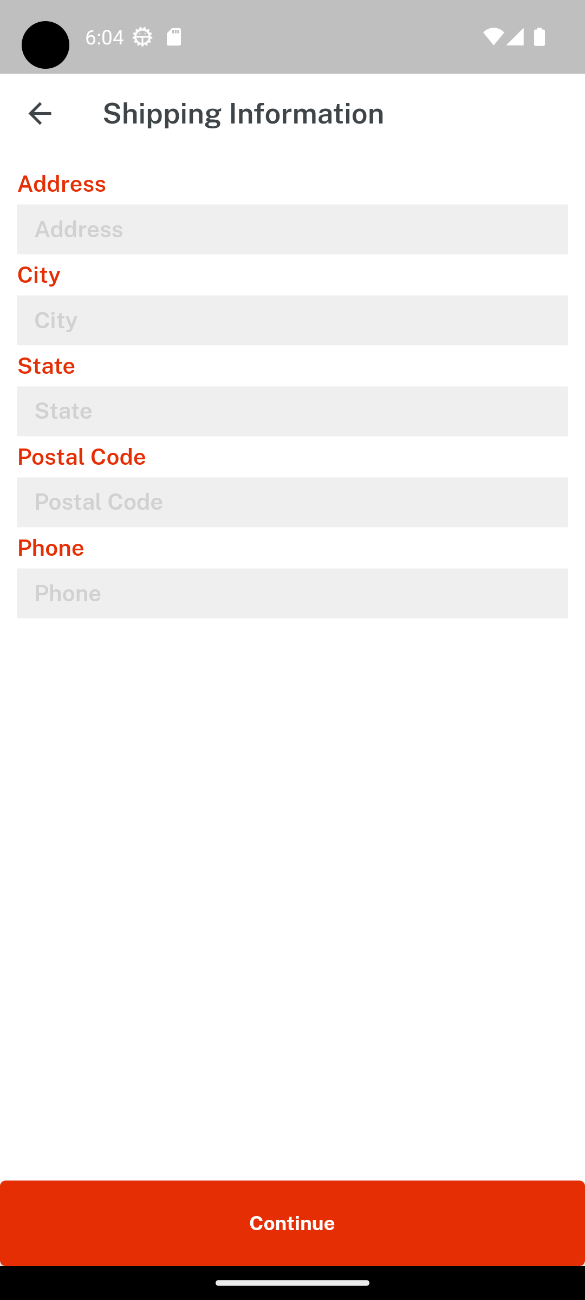 6:04
Shipping Information
Address
Address
City
City
State
State
Postal Code
Postal Code
Phone
Phone
Continue